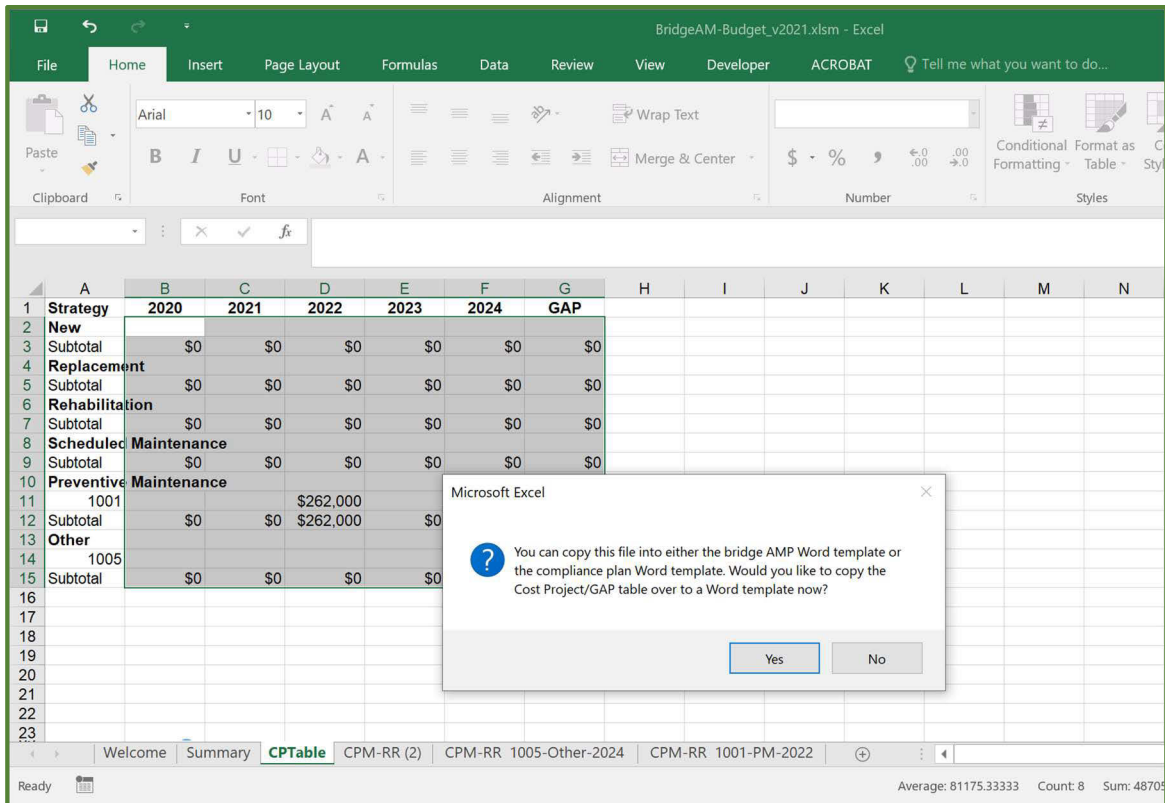 BridgeAM-Budget_v2021.xlsm - Excel
File Home Insert Page Layout Formulas Data Review View Developer ACROBAT Tell me what you want to do...
Arial 10 A A Wrap Text
Paste B I U A Merge & Center $ % , .0 .00 .00 .0 Conditional Formatting Format as Table
Clipboard Font Alignment Number Styles
fx
A B C D E F G H I J K L M N
1 Strategy 2020 2021 2022 2023 2024 GAP
2 New
3 Subtotal $0 $0 $0 $0 $0 $0
4 Replacement
5 Subtotal $0 $0 $0 $0 $0 $0
6 Rehabilitation
7 Subtotal $0 $0 $0 $0 $0 $0
8 Scheduled Maintenance
9 Subtotal $0 $0 $0 $0 $0 $0
10 Preventive Maintenance
11 1001 $262,000
12 Subtotal $0 $0 $262,000 $0
13 Other
14 1005
15 Subtotal $0 $0 $0 $0
16
17
18
19
20
21
22
23
Microsoft Excel
You can copy this file into either the bridge AMP Word template or
the compliance plan Word template. Would you like to copy the
Cost Project/GAP table over to a Word template now?
Yes No
Welcome Summary CPTable CPM-RR (2) CPM-RR 1005-Other-2024 CPM-RR 1001-PM-2022
Ready Average: 81175.33333 Count: 8 Sum: 48705